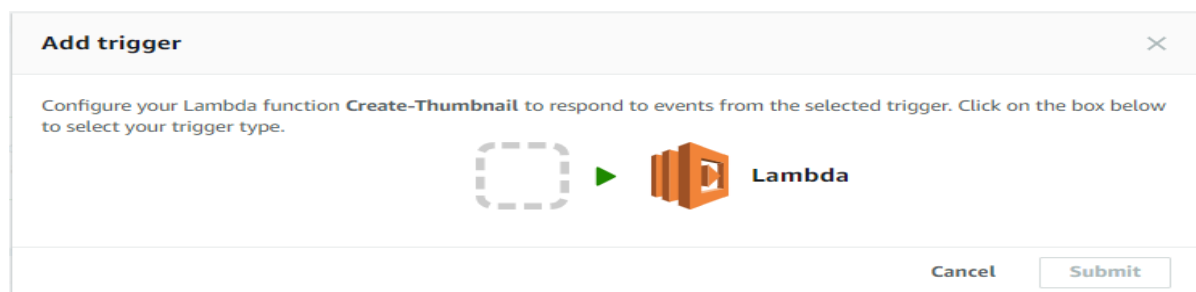 Add trigger
Configure your Lambda function Create-Thumbnail to respond to events from the selected trigger. Click on the box below
to select your trigger type.
Lambda
Cancel Submit